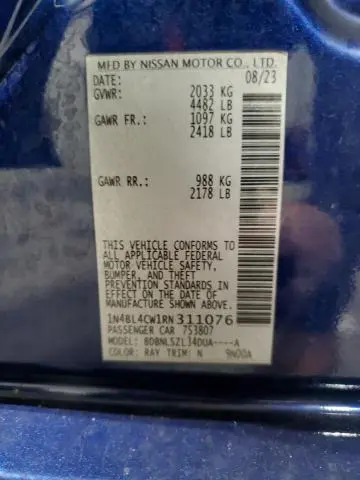 MFD BY NISSAN MOTOR CO., LTD.
DATE: 08/23
GVWR: 2033 KG
4482 LB
GAWR FR.: 1097 KG
2418 LB
GAWR RR.: 988 KG
2178 LB
THIS VEHICLE CONFORMS TO
ALL APPLICABLE FEDERAL
MOTOR VEHICLE SAFETY,
BUMPER, AND THEFT
PREVENTION STANDARDS IN
EFFECT ON THE DATE OF
MANUFACTURE SHOWN ABOVE.
1N4BL4CW1RN311076
PASSENGER CAR 753807
MODEL: BDBNLSZL34DUA----A
COLOR: RAY TRIM: N 9N00A